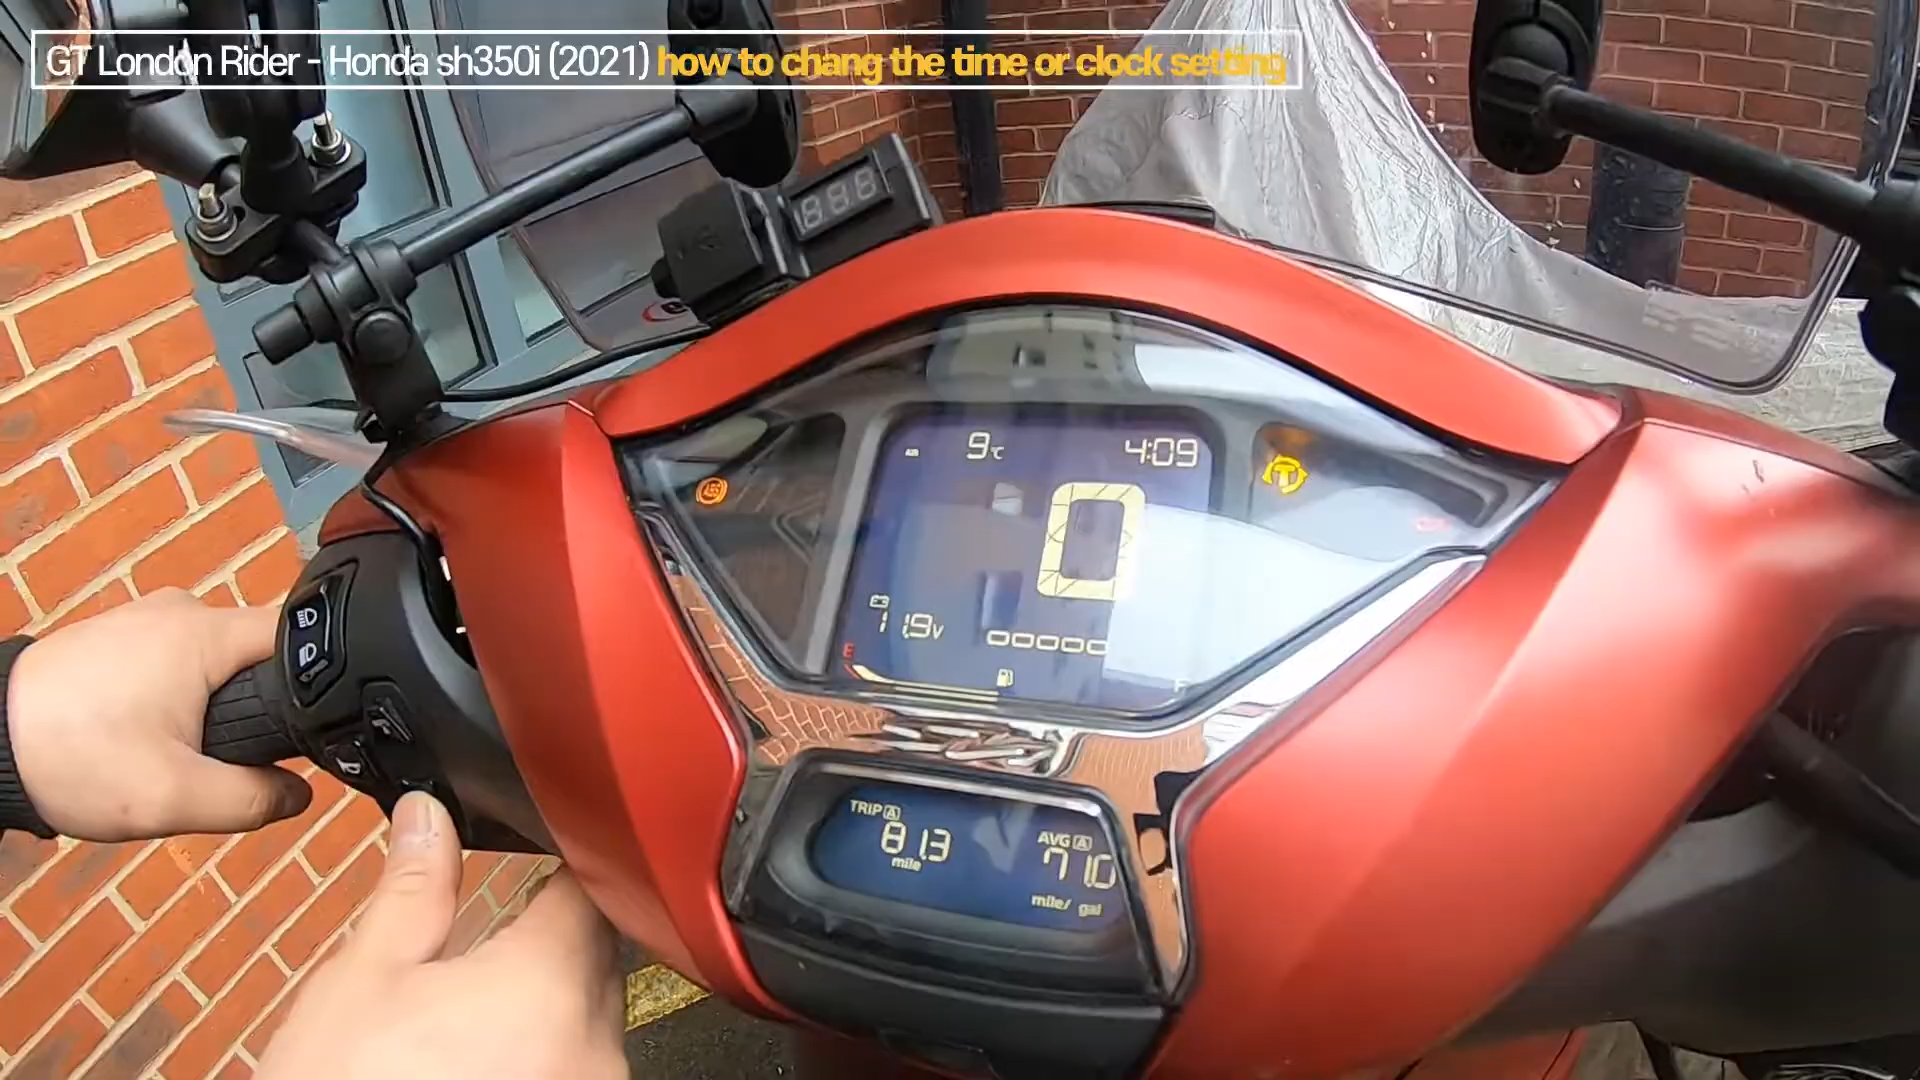 GT London Rider - Honda sh350i (2021) how to chang the time or clock setting
AIR 9°C 4:09
0
11.9V
E
F
TRIP A
81.3
mile
AVG A
71.0
mile/ gal